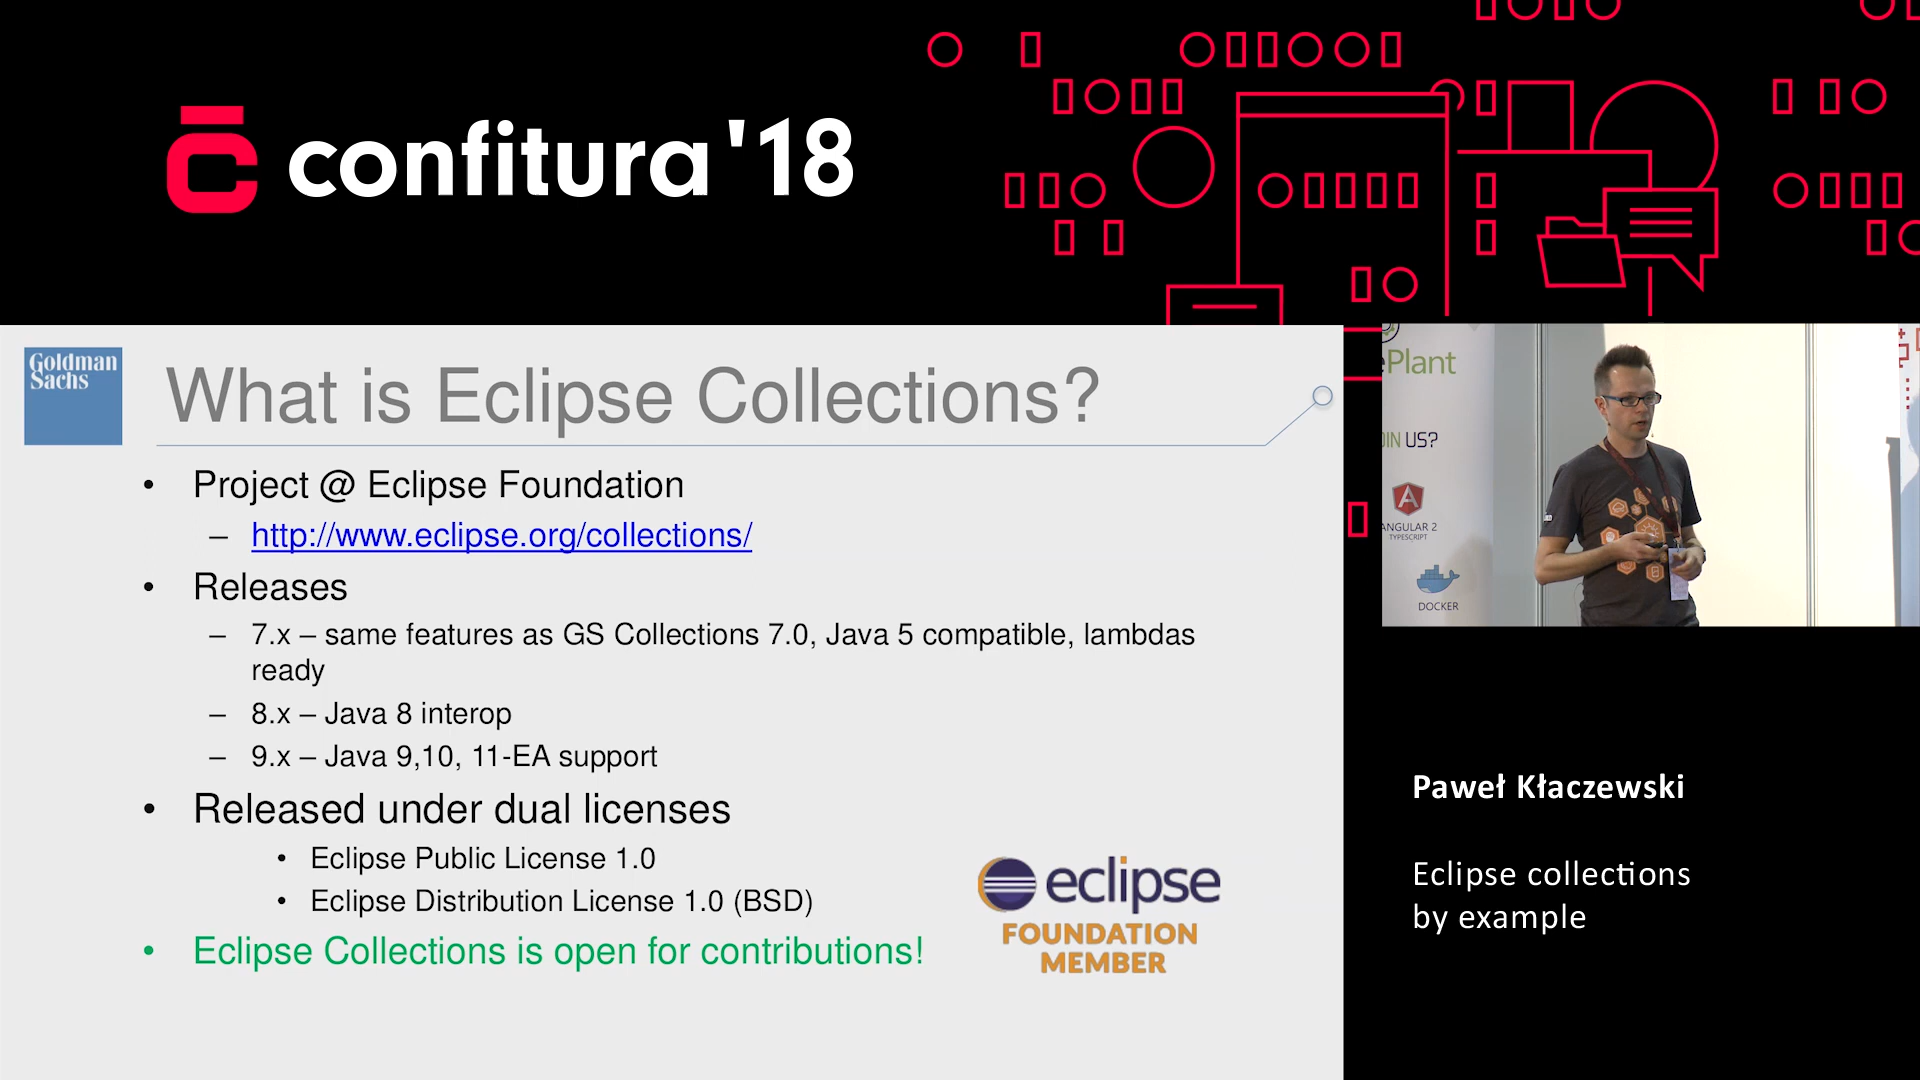 confitura '18
Goldman
Sachs
What is Eclipse Collections?
• Project @ Eclipse Foundation
– http://www.eclipse.org/collections/
• Releases
– 7.x – same features as GS Collections 7.0, Java 5 compatible, lambdas
ready
– 8.x – Java 8 interop
– 9.x – Java 9,10, 11-EA support
• Released under dual licenses
• Eclipse Public License 1.0
• Eclipse Distribution License 1.0 (BSD)
• Eclipse Collections is open for contributions!
eclipse
FOUNDATION
MEMBER
ePlant
OIN US?
ANGULAR 2
TYPESCRIPT
DOCKER
Paweł Kłaczewski
Eclipse collections
by example